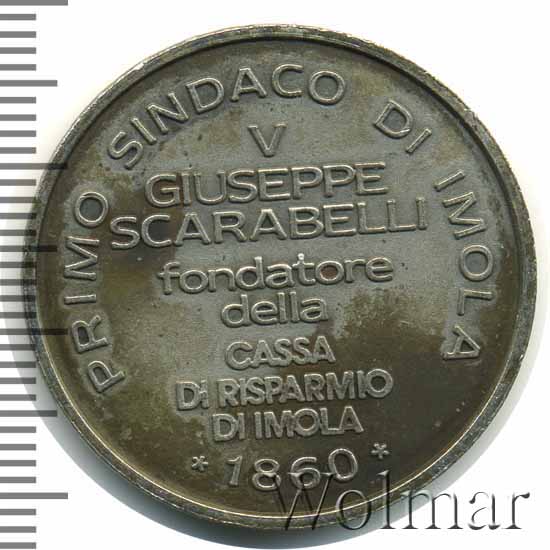 PRIMO SINDACO DI IMOLA
V
GIUSEPPE
SCARABELLI
fondatore
della
CASSA
Di RISPARMIO
DI IMOLA
* 1860 *
Wolmar